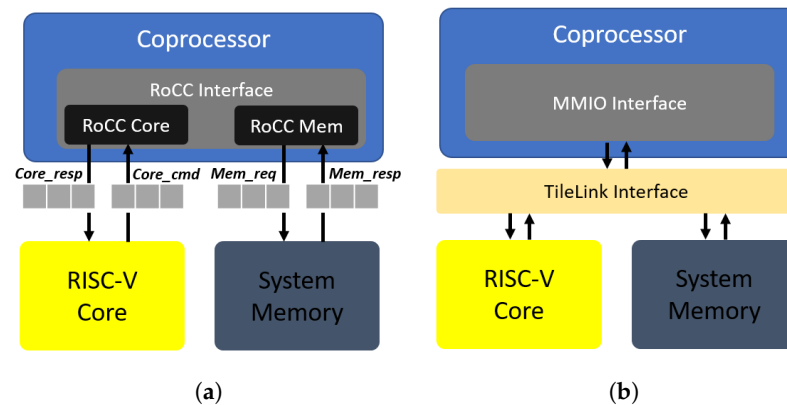 Coprocessor
RoCC Interface
RoCC Core
RoCC Mem
Core_resp
Core_cmd
Mem_req
Mem_resp
RISC-V
Core
System
Memory
(a)
Coprocessor
MMIO Interface
TileLink Interface
RISC-V
Core
System
Memory
(b)